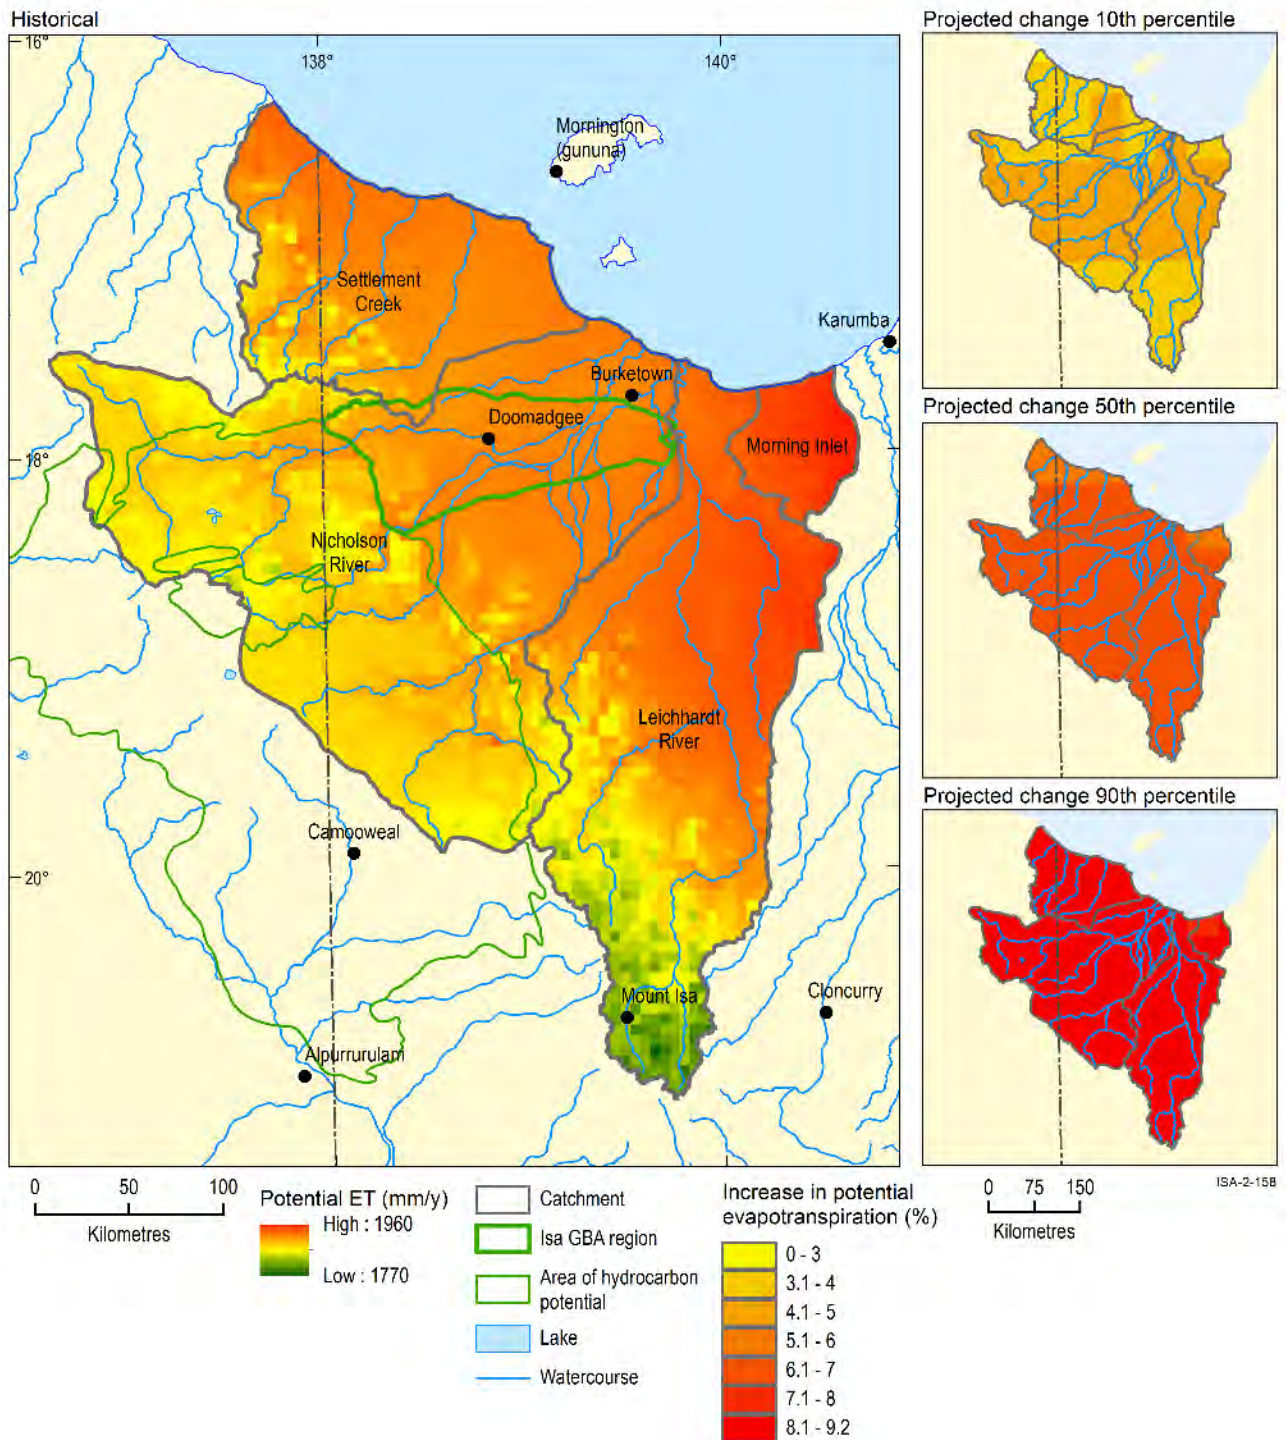 Historical
16°
138°
140°
Mornington
(gununa)
Settlement
Creek
Karumba
Burketown
Doomadgee
Morning Inlet
18°
Nicholson
River
Leichhardt
River
Camooweal
20°
Mount Isa
Cloncurry
Alpurrurulam
Projected change 10th percentile
Projected change 50th percentile
Projected change 90th percentile
ISA-2-158
0 50 100
Kilometres
Potential ET (mm/y)
High : 1960
Low : 1770
Catchment
Isa GBA region
Area of hydrocarbon
potential
Lake
Watercourse
Increase in potential
evapotranspiration (%)
0 - 3
3.1 - 4
4.1 - 5
5.1 - 6
6.1 - 7
7.1 - 8
8.1 - 9.2
0 75 150
Kilometres